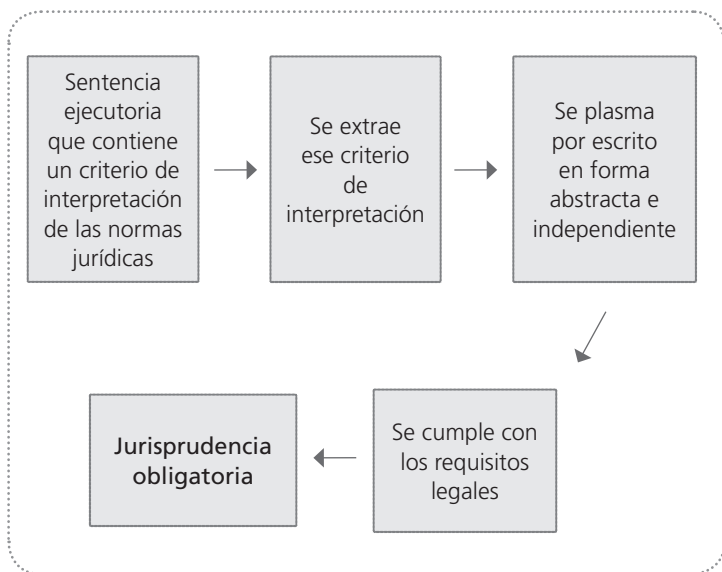 Sentencia
ejecutoria
que contiene
un criterio de
interpretación
de las normas
jurídicas
Se extrae
ese criterio
de
interpretación
Se plasma
por escrito
en forma
abstracta e
independiente
Se cumple con
los requisitos
legales
Jurisprudencia
obligatoria